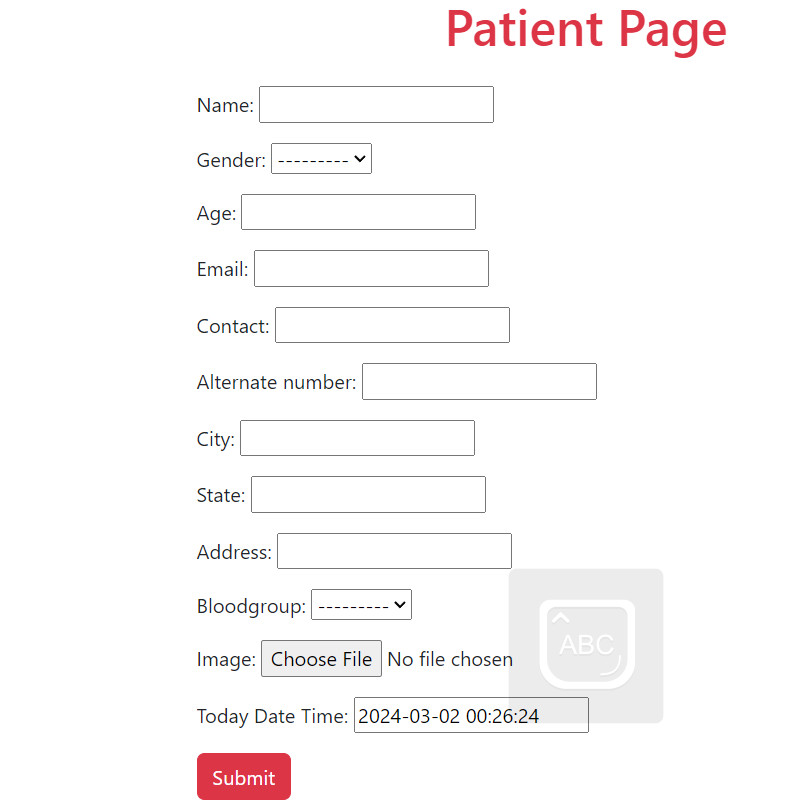 Patient Page
Name:
Gender: ---------
Age:
Email:
Contact:
Alternate number:
City:
State:
Address:
Bloodgroup: ---------
ABC
Image: Choose File No file chosen
Today Date Time: 2024-03-02 00:26:24
Submit